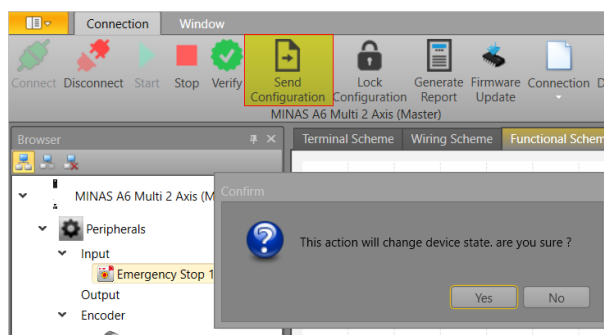 Connection Window
Connect Disconnect Start Stop Verify Send Configuration Lock Configuration Generate Report Firmware Update Connection
MINAS A6 Multi 2 Axis (Master)
Browser
Terminal Scheme Wiring Scheme Functional Schem
MINAS A6 Multi 2 Axis (M
Confirm
Peripherals
This action will change device state. are you sure ?
Input
Emergency Stop 1
Output
Yes No
Encoder